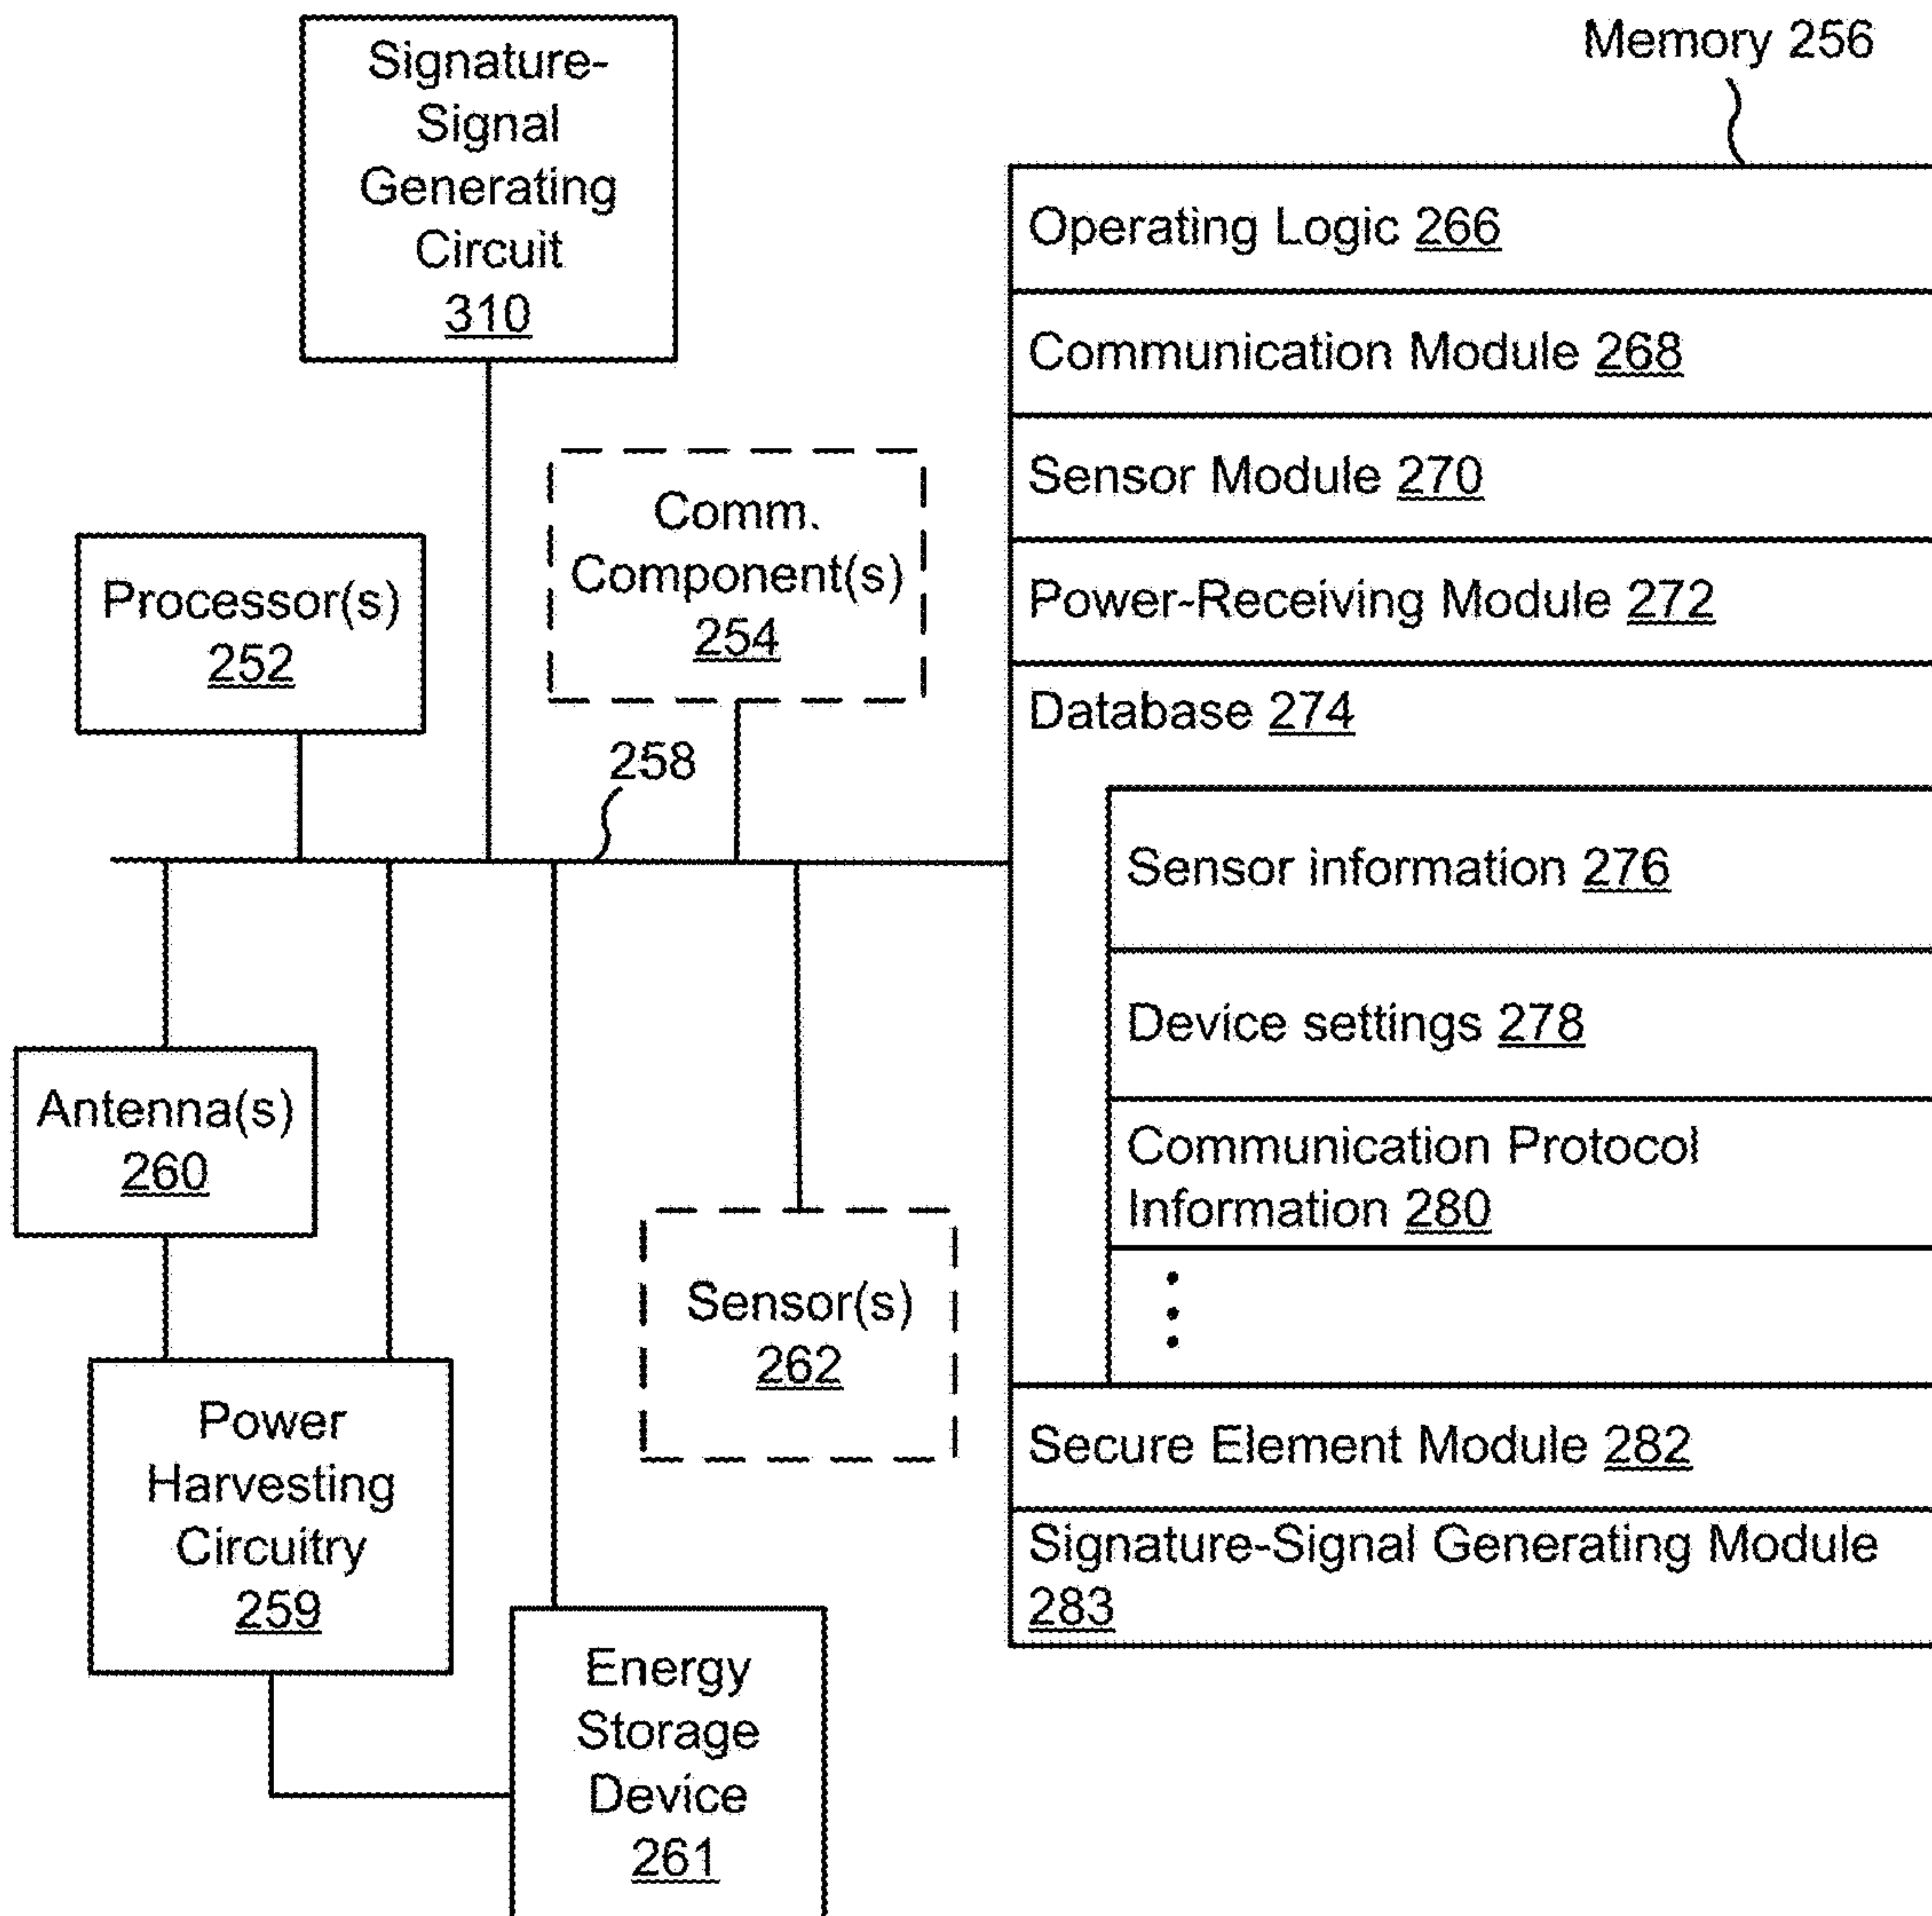 Signature-
Signal
Generating
Circuit
310
Memory 256
Operating Logic 266
Communication Module 268
Sensor Module 270
Power-Receiving Module 272
Database 274
Sensor information 276
Device settings 278
Communication Protocol
Information 280
Secure Element Module 282
Signature-Signal Generating Module
283
Comm.
Component(s)
254
Processor(s)
252
258
Antenna(s)
260
Sensor(s)
262
Power
Harvesting
Circuitry
259
Energy
Storage
Device
261